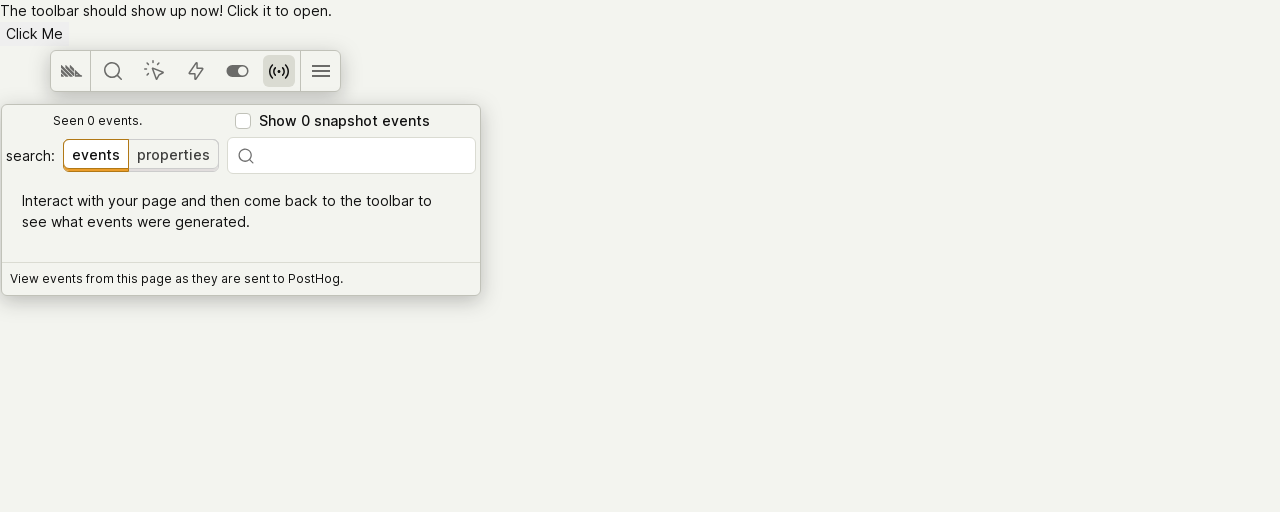 The toolbar should show up now! Click it to open.
Click Me
Seen 0 events.
Show 0 snapshot events
search:
events
properties
Interact with your page and then come back to the toolbar to
see what events were generated.
View events from this page as they are sent to PostHog.